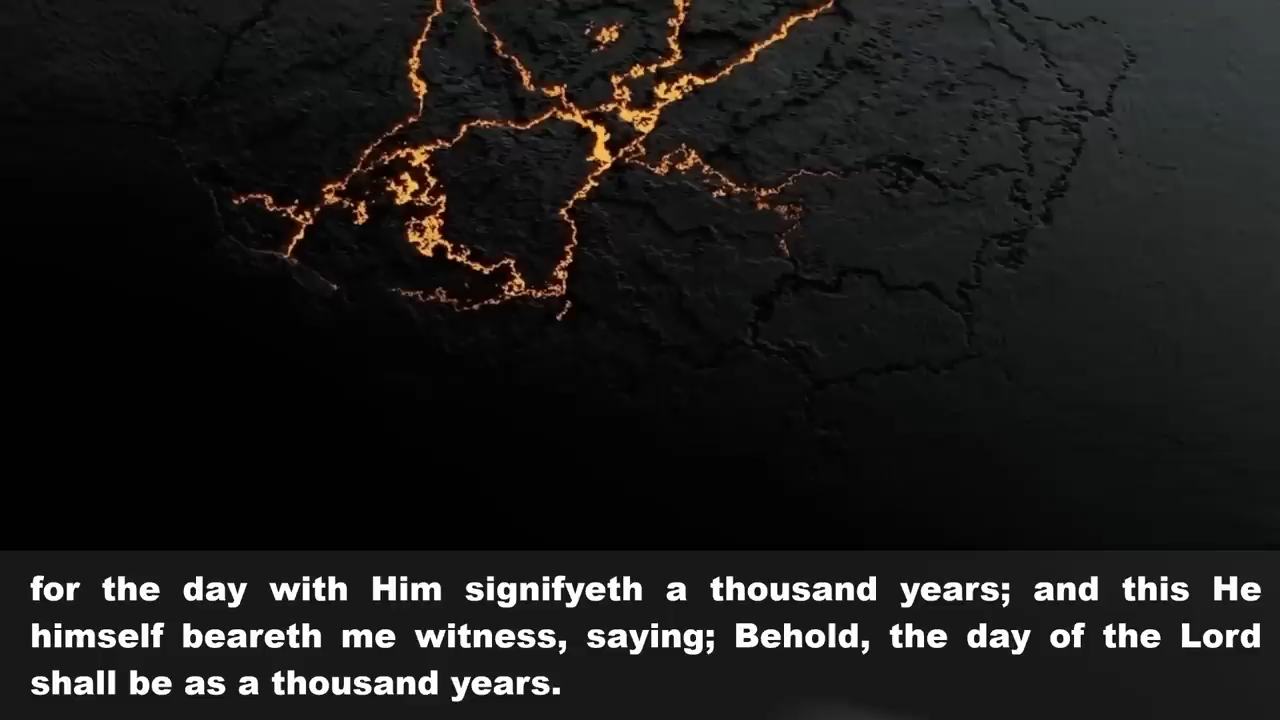 for the day with Him signifyeth a thousand years; and this He
himself beareth me witness, saying; Behold, the day of the Lord
shall be as a thousand years.